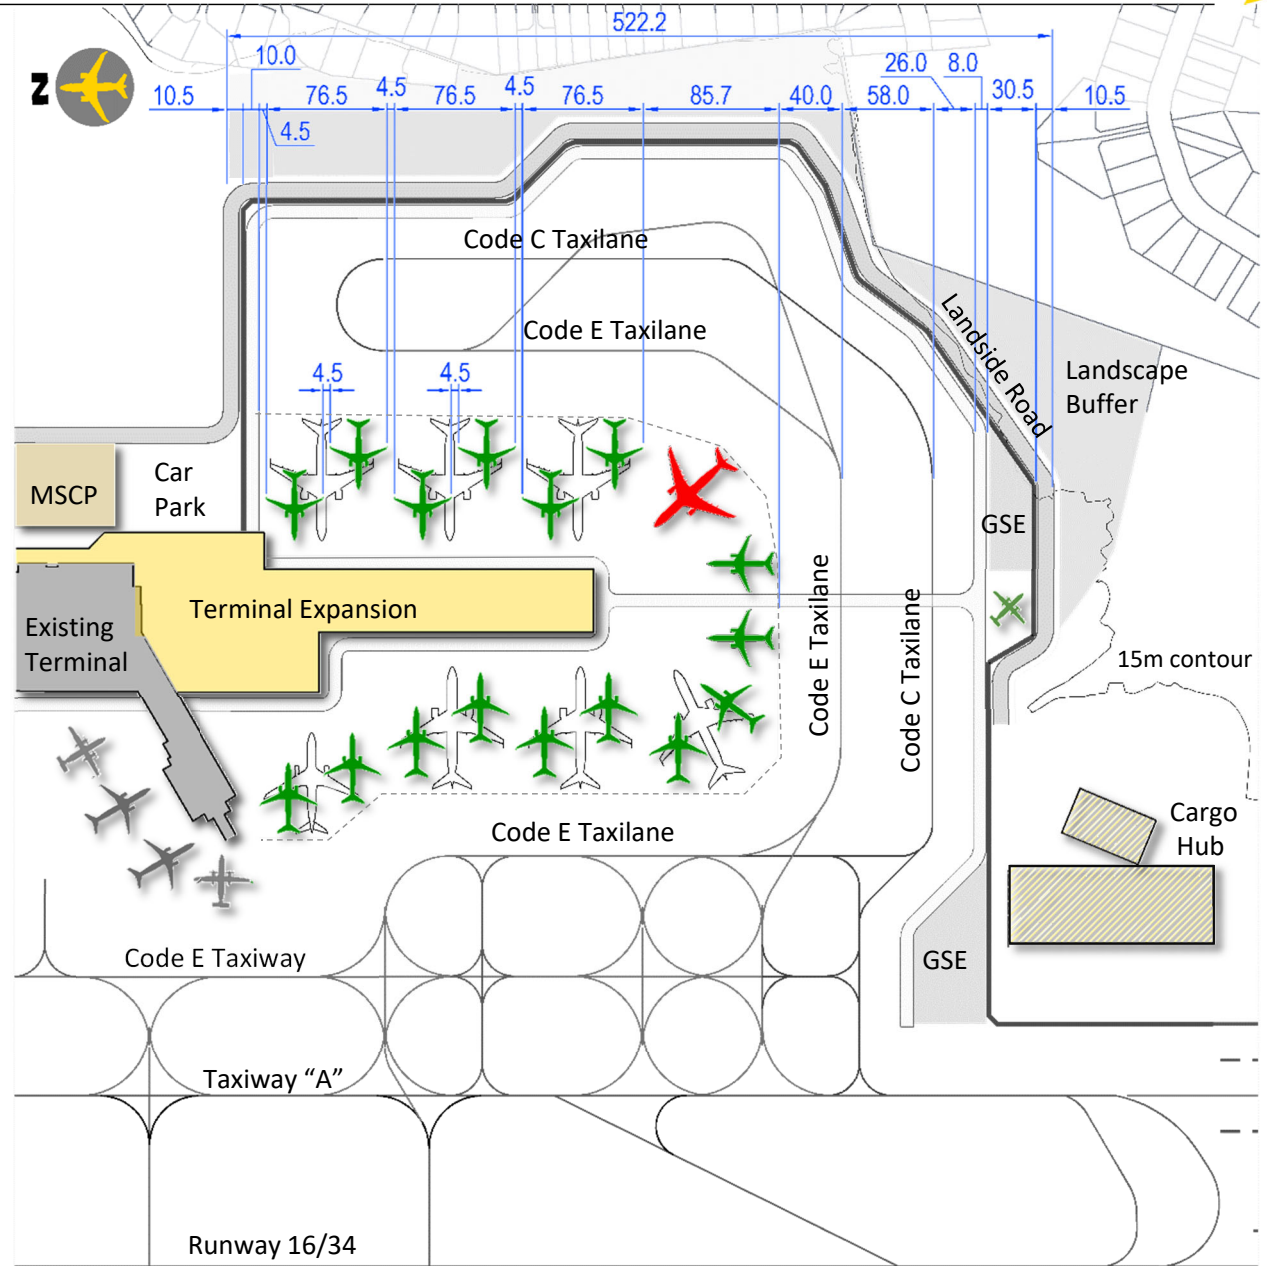 522.2
10.0
26.0 8.0
10.5 76.5 4.5 76.5 4.5 76.5 85.7 40.0 58.0 30.5 10.5
4.5
Z
Code C Taxilane
Code E Taxilane
Landside Road
4.5 4.5
Landscape
Buffer
Car
Park
MSCP
GSE
Terminal Expansion
Existing
Terminal
Code E Taxilane
Code C Taxilane
15m contour
Code E Taxilane
Cargo
Hub
Code E Taxiway
GSE
Taxiway “A”
Runway 16/34